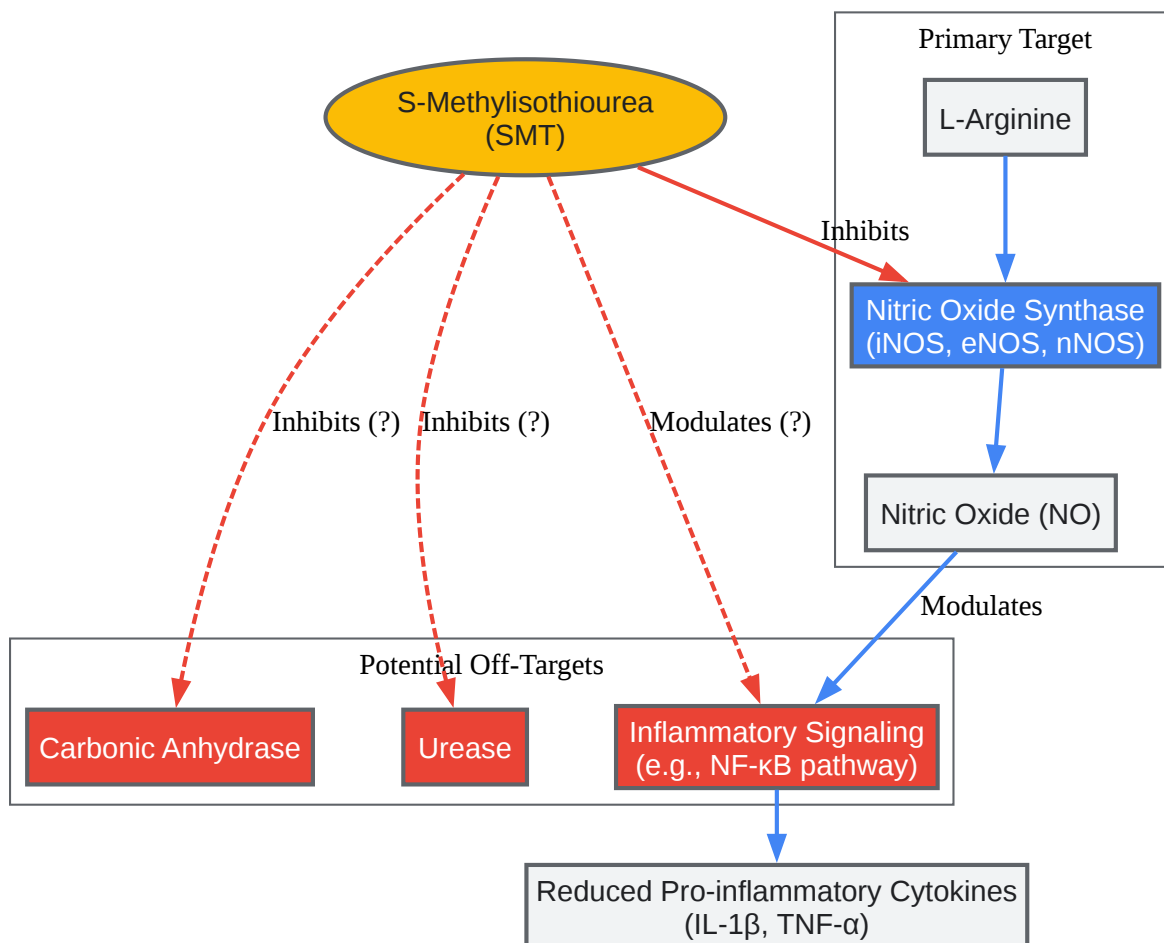 Primary Target
S-Methylisothiourea
(SMT)
L-Arginine
Inhibits
Nitric Oxide Synthase
(iNOS, eNOS, nNOS)
Inhibits (?)
Inhibits (?)
Modulates (?)
Nitric Oxide (NO)
Modulates
Potential Off-Targets
Carbonic Anhydrase
Urease
Inflammatory Signaling
(e.g., NF-κB pathway)
Reduced Pro-inflammatory Cytokines
(IL-1β, TNF-α)